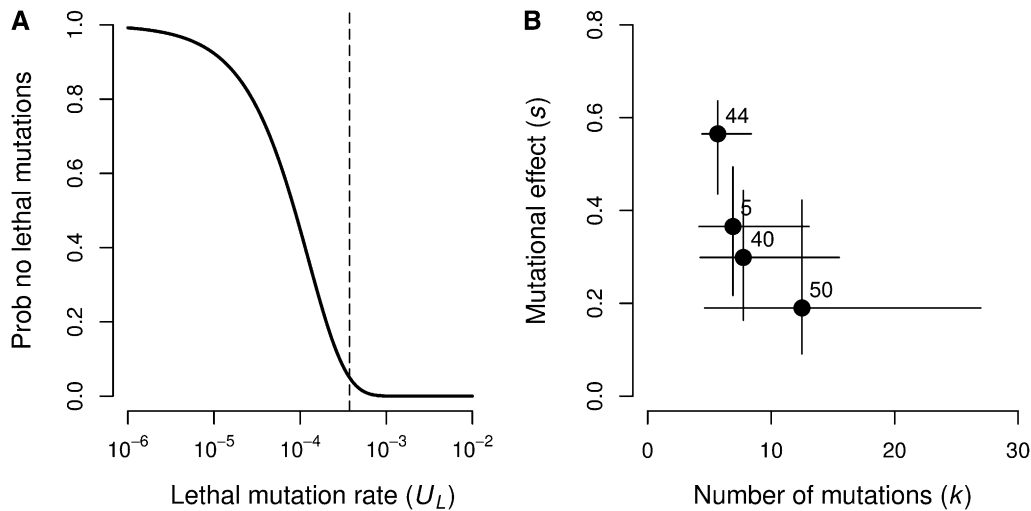 A
Prob no lethal mutations
1.0
0.8
0.6
0.4
0.2
0.0
10⁻⁶ 10⁻⁵ 10⁻⁴ 10⁻³ 10⁻²
Lethal mutation rate (U_L)
B
Mutational effect (s)
0.8
0.6
0.4
0.2
0.0
44
5
40
50
0 10 20 30
Number of mutations (k)